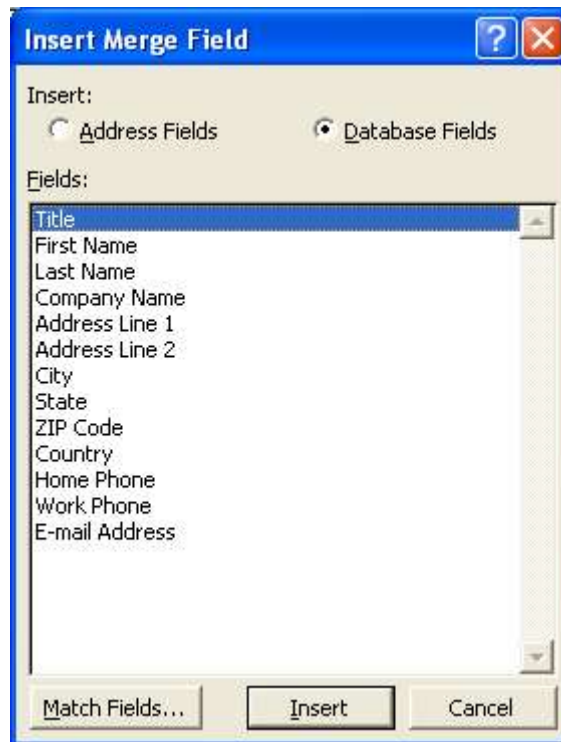 Insert Merge Field
Insert:
Address Fields Database Fields
Fields:
Title
First Name
Last Name
Company Name
Address Line 1
Address Line 2
City
State
ZIP Code
Country
Home Phone
Work Phone
E-mail Address
Match Fields... Insert Cancel